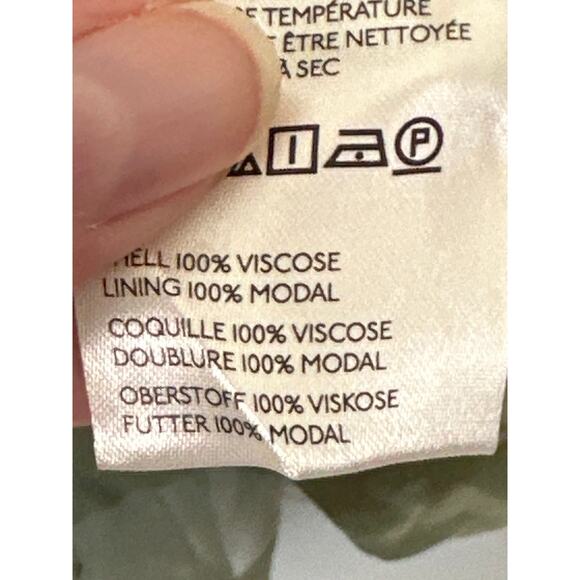 TEMPÉRATURE
ÊTRE NETTOYÉE
À SEC
P
100% VISCOSE
LINING 100% MODAL
COQUILLE 100% VISCOSE
DOUBLURE 100% MODAL
OBERSTOFF 100% VISKOSE
FUTTER 100% MODAL